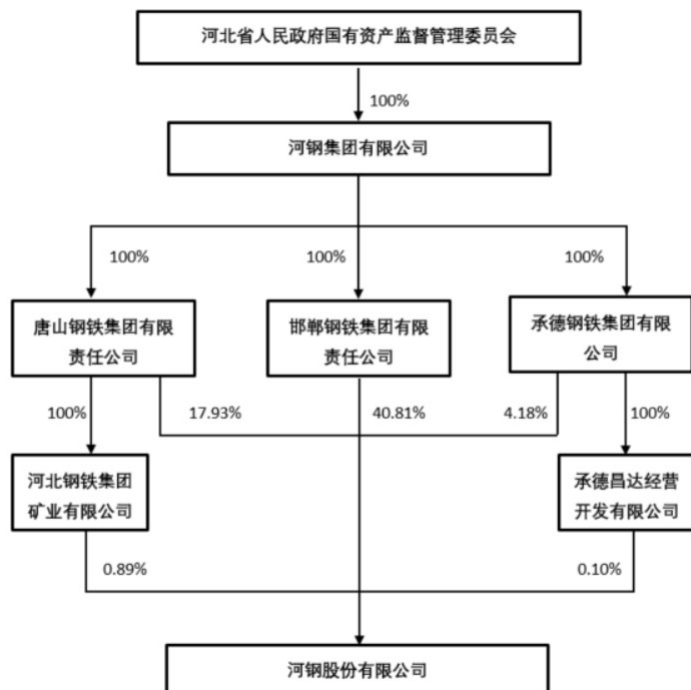 河北省人民政府国有资产监督管理委员会
100%
河钢集团有限公司
100%
100%
100%
唐山钢铁集团有限
责任公司
邯郸钢铁集团有限
责任公司
承德钢铁集团有限
公司
100%
17.93%
40.81%
4.18%
100%
河北钢铁集团
矿业有限公司
承德昌达经营
开发有限公司
0.89%
0.10%
河钢股份有限公司